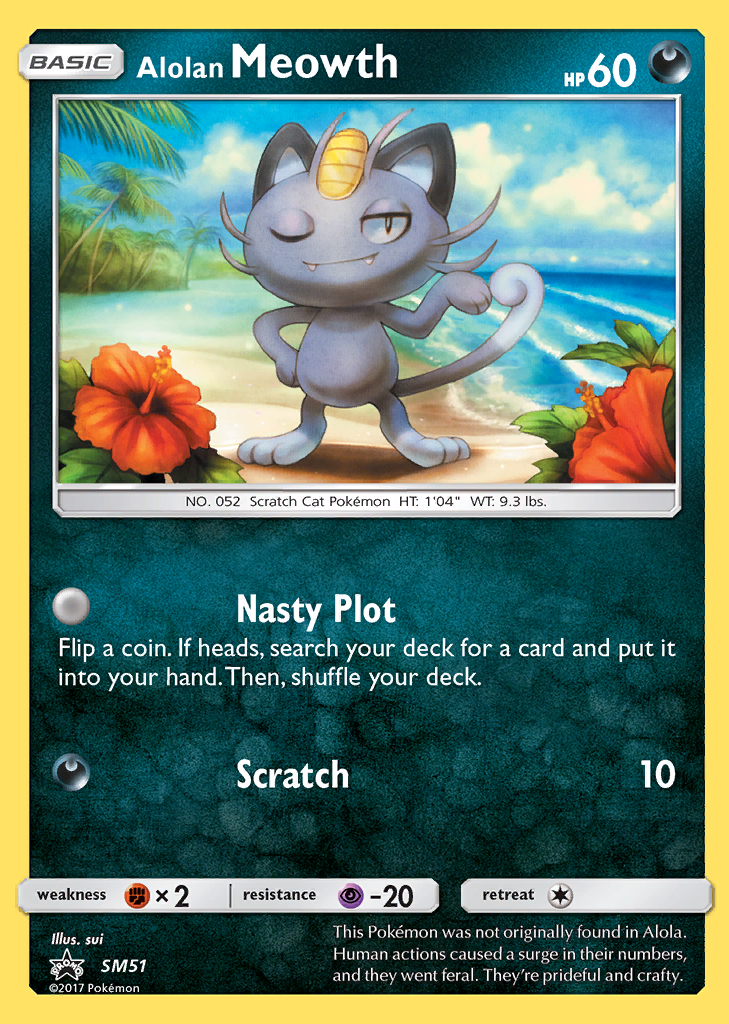 BASIC Alolan Meowth HP 60
NO. 052 Scratch Cat Pokémon HT: 1'04" WT: 9.3 lbs.
Nasty Plot
Flip a coin. If heads, search your deck for a card and put it
into your hand. Then, shuffle your deck.
Scratch 10
weakness ×2 resistance -20 retreat
Illus. sui
PROMO SM51
©2017 Pokémon
This Pokémon was not originally found in Alola.
Human actions caused a surge in their numbers,
and they went feral. They're prideful and crafty.